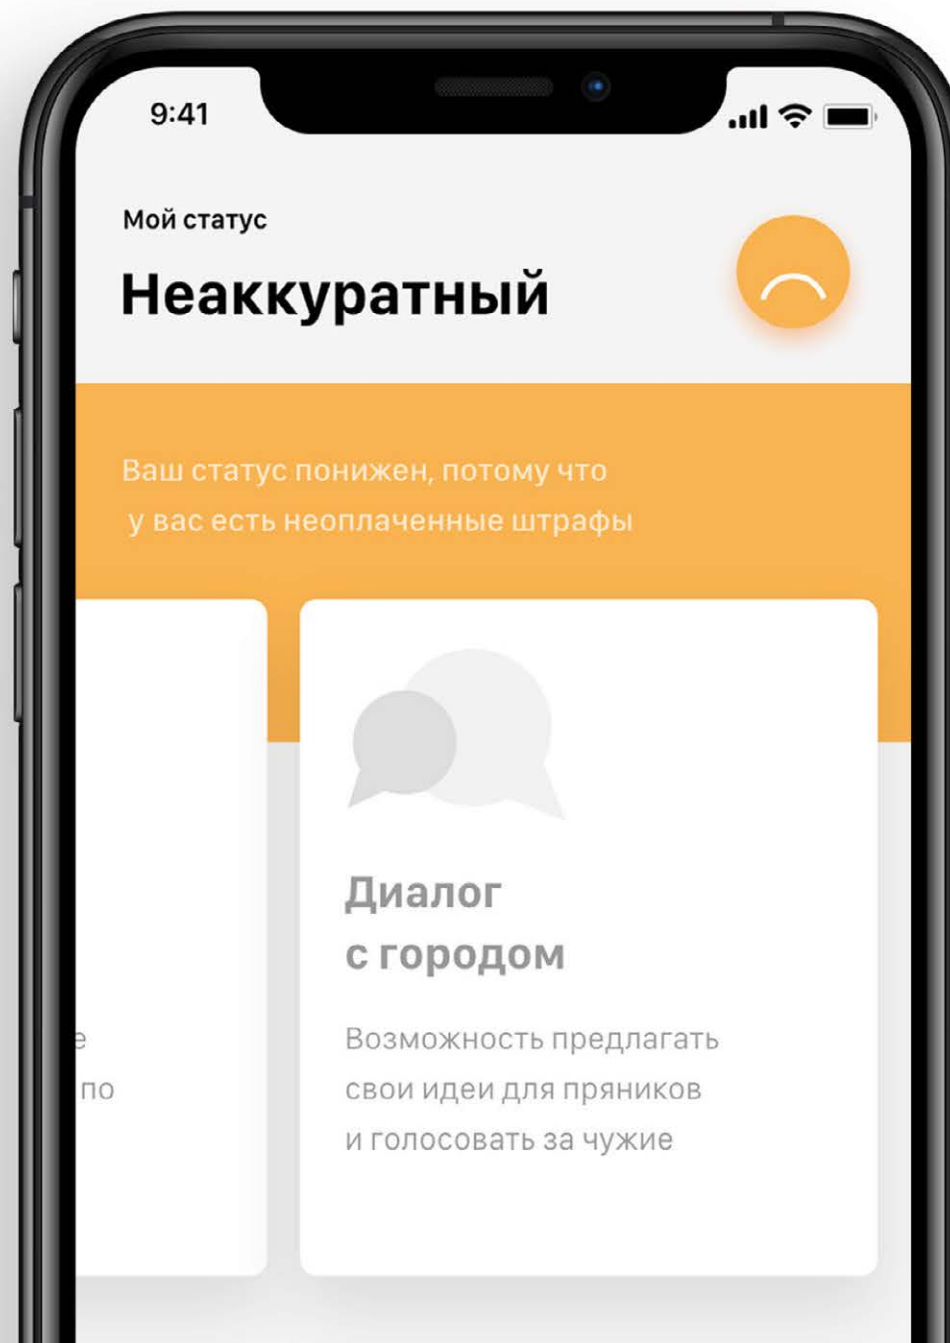 9:41
Мой статус
Неаккуратный
Ваш статус понижен, потому что
у вас есть неоплаченные штрафы
Диалог
с городом
е
по
Возможность предлагать
свои идеи для пряников
и голосовать за чужие